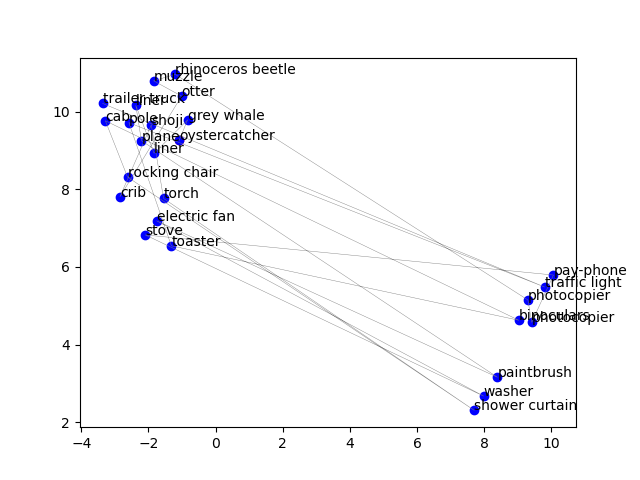 rhinoceros beetle
muzzle
otter
trailer truck
liner
grey whale
cab
pole
shoji
plane
oystercatcher
liner
rocking chair
crib
torch
electric fan
stove
toaster
pay-phone
traffic light
photocopier
binoculars
photocopier
paintbrush
washer
shower curtain
10
8
6
4
2
−4
−2
0
2
4
6
8
10